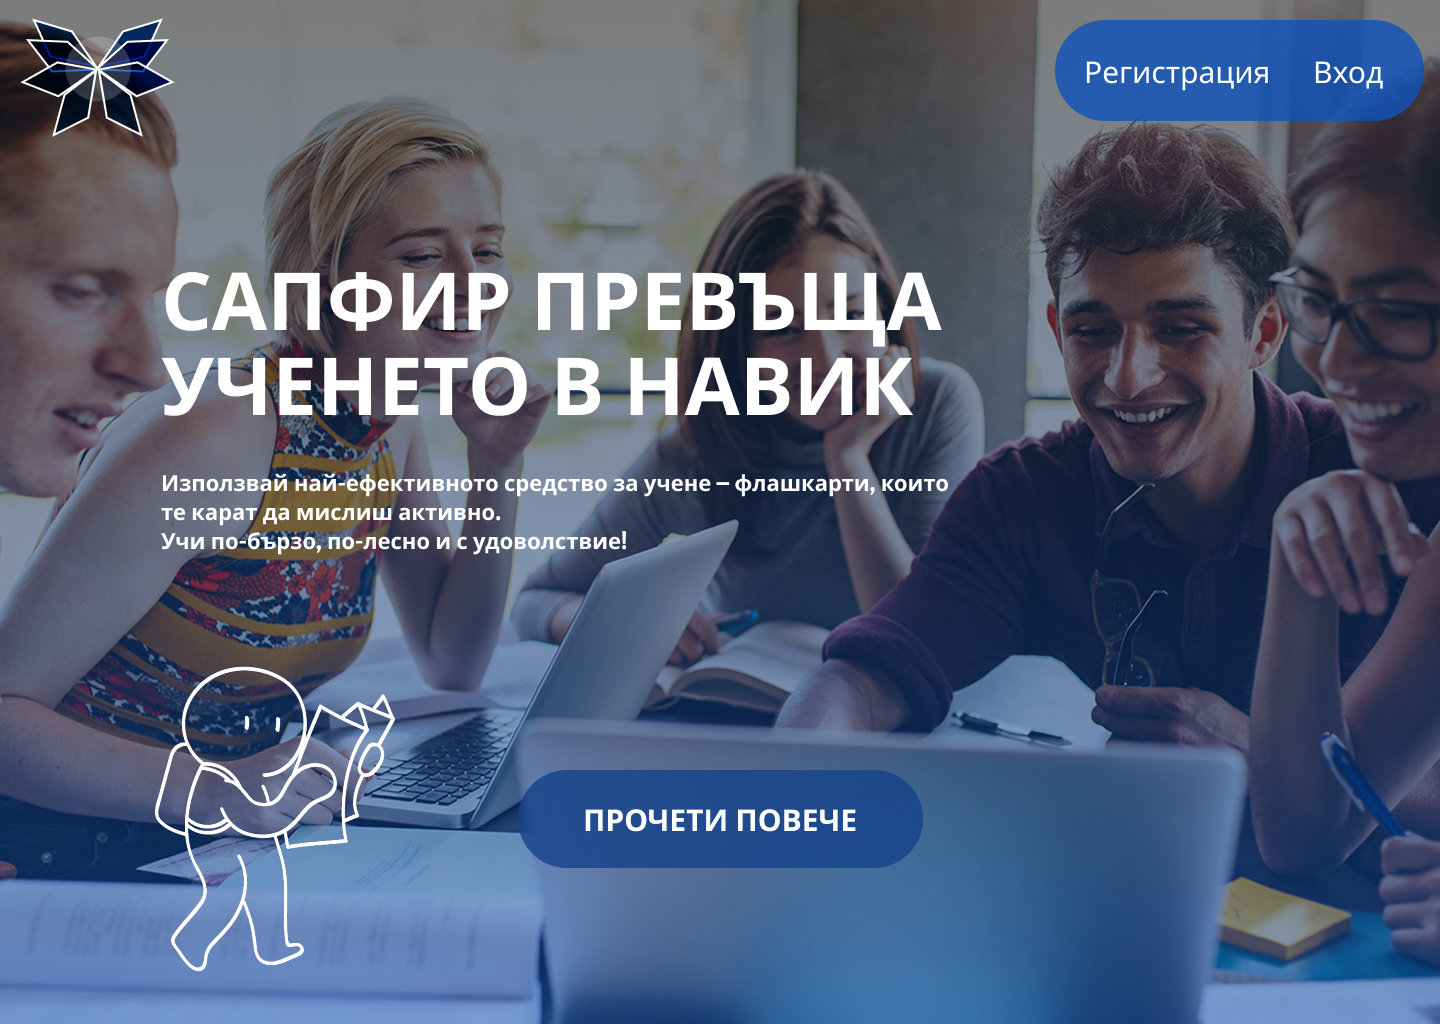 Регистрация Вход
САПФИР ПРЕВЪЩА
УЧЕНЕТО В НАВИК
Използвай най-ефективното средство за учене – флашкарти, които
те карат да мислиш активно.
Учи по-бързо, по-лесно и с удоволствие!
ПРОЧЕТИ ПОВЕЧЕ